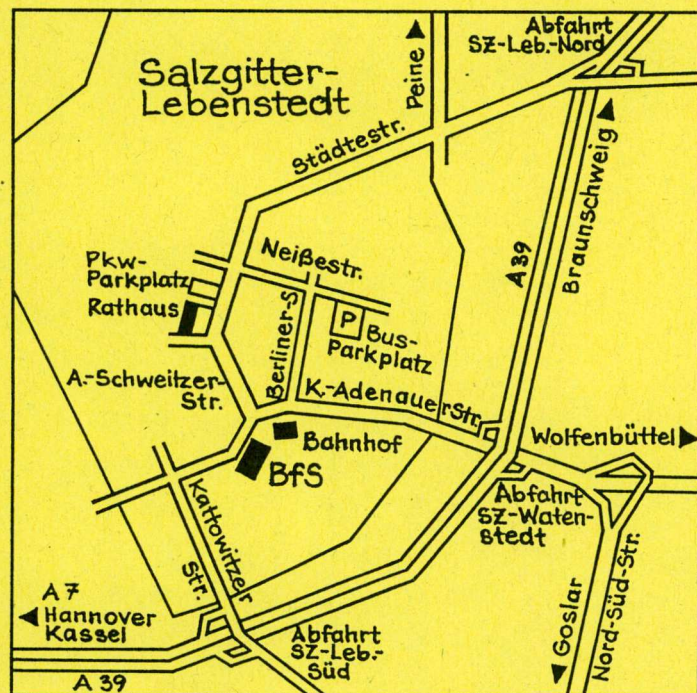 Abfahrt
SZ-Leb.-Nord
Salzgitter-
Lebenstedt
Peine
Städtestr.
Braunschweig
A 39
Neißestr.
Pkw-
Parkplatz
Rathaus
Berliner-S
P
Bus-
Parkplatz
A.-Schweitzer-
Str.
K.-Adenauer Str.
Wolfenbüttel
Bahnhof
BfS
Abfahrt
SZ-Waten-
stedt
Kattowitzer
Str.
A 7
Hannover
Kassel
Abfahrt
SZ-Leb.-
Süd
Goslar
Nord-Süd-Str.
A 39